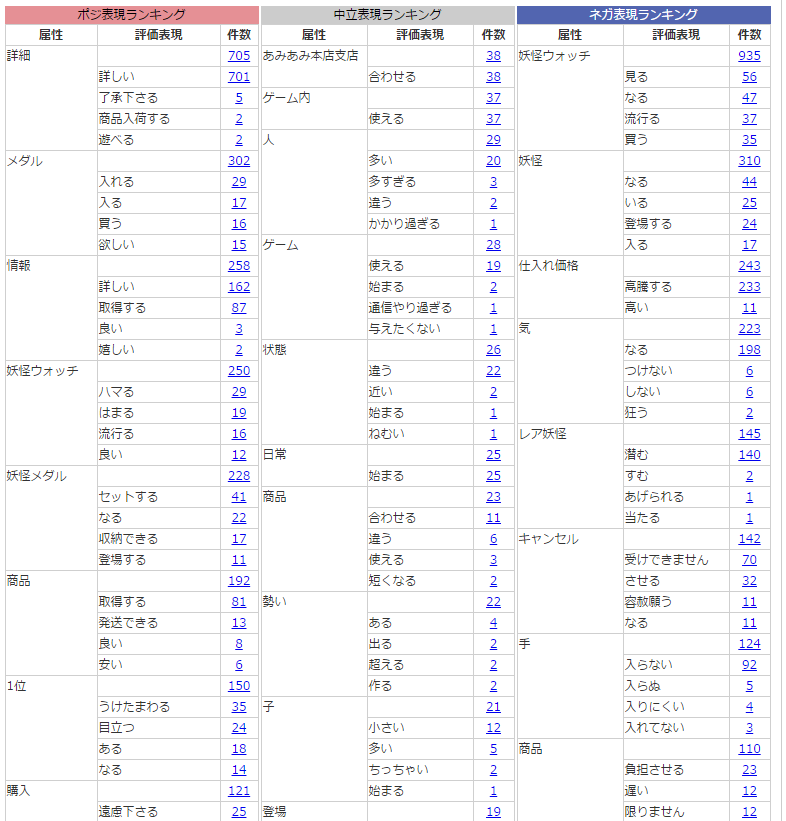 ポジ表現ランキング
属性 評価表現 件数
詳細 705
詳しい 701
了承下さる 5
商品入荷する 2
遊べる 2
メダル 302
入れる 29
入る 17
買う 16
欲しい 15
情報 258
詳しい 162
取得する 87
良い 3
嬉しい 2
妖怪ウォッチ 250
ハマる 29
はまる 19
流行る 16
良い 12
妖怪メダル 228
セットする 41
なる 22
収納できる 17
登場する 11
商品 192
取得する 81
発送できる 13
良い 8
安い 6
1位 150
うけたまわる 35
目立つ 24
ある 18
なる 14
購入 121
遠慮下さる 25
中立表現ランキング
属性 評価表現 件数
あみあみ本店支店 38
合わせる 38
ゲーム内 37
使える 37
人 29
多い 20
多すぎる 3
違う 2
かかり過ぎる 1
ゲーム 28
使える 19
始まる 2
通信やり過ぎる 1
与えたくない 1
状態 26
違う 22
近い 2
始まる 1
ねむい 1
日常 25
始まる 25
商品 23
合わせる 11
違う 6
使える 3
短くなる 2
勢い 22
ある 4
出る 2
超える 2
作る 2
子 21
小さい 12
多い 5
ちっちゃい 2
始まる 1
登場 19
ネガ表現ランキング
属性 評価表現 件数
妖怪ウォッチ 935
見る 56
なる 47
流行る 37
買う 35
妖怪 310
なる 44
いる 25
登場する 24
入る 17
仕入れ価格 243
高騰する 233
高い 11
気 223
なる 198
つけない 6
しない 6
狂う 2
レア妖怪 145
潜む 140
すむ 2
あげられる 1
当たる 1
キャンセル 142
受けできません 70
させる 32
容赦願う 11
なる 11
手 124
入らない 92
入らぬ 5
入りにくい 4
入れてない 3
商品 110
負担させる 23
遅い 12
限りません 12